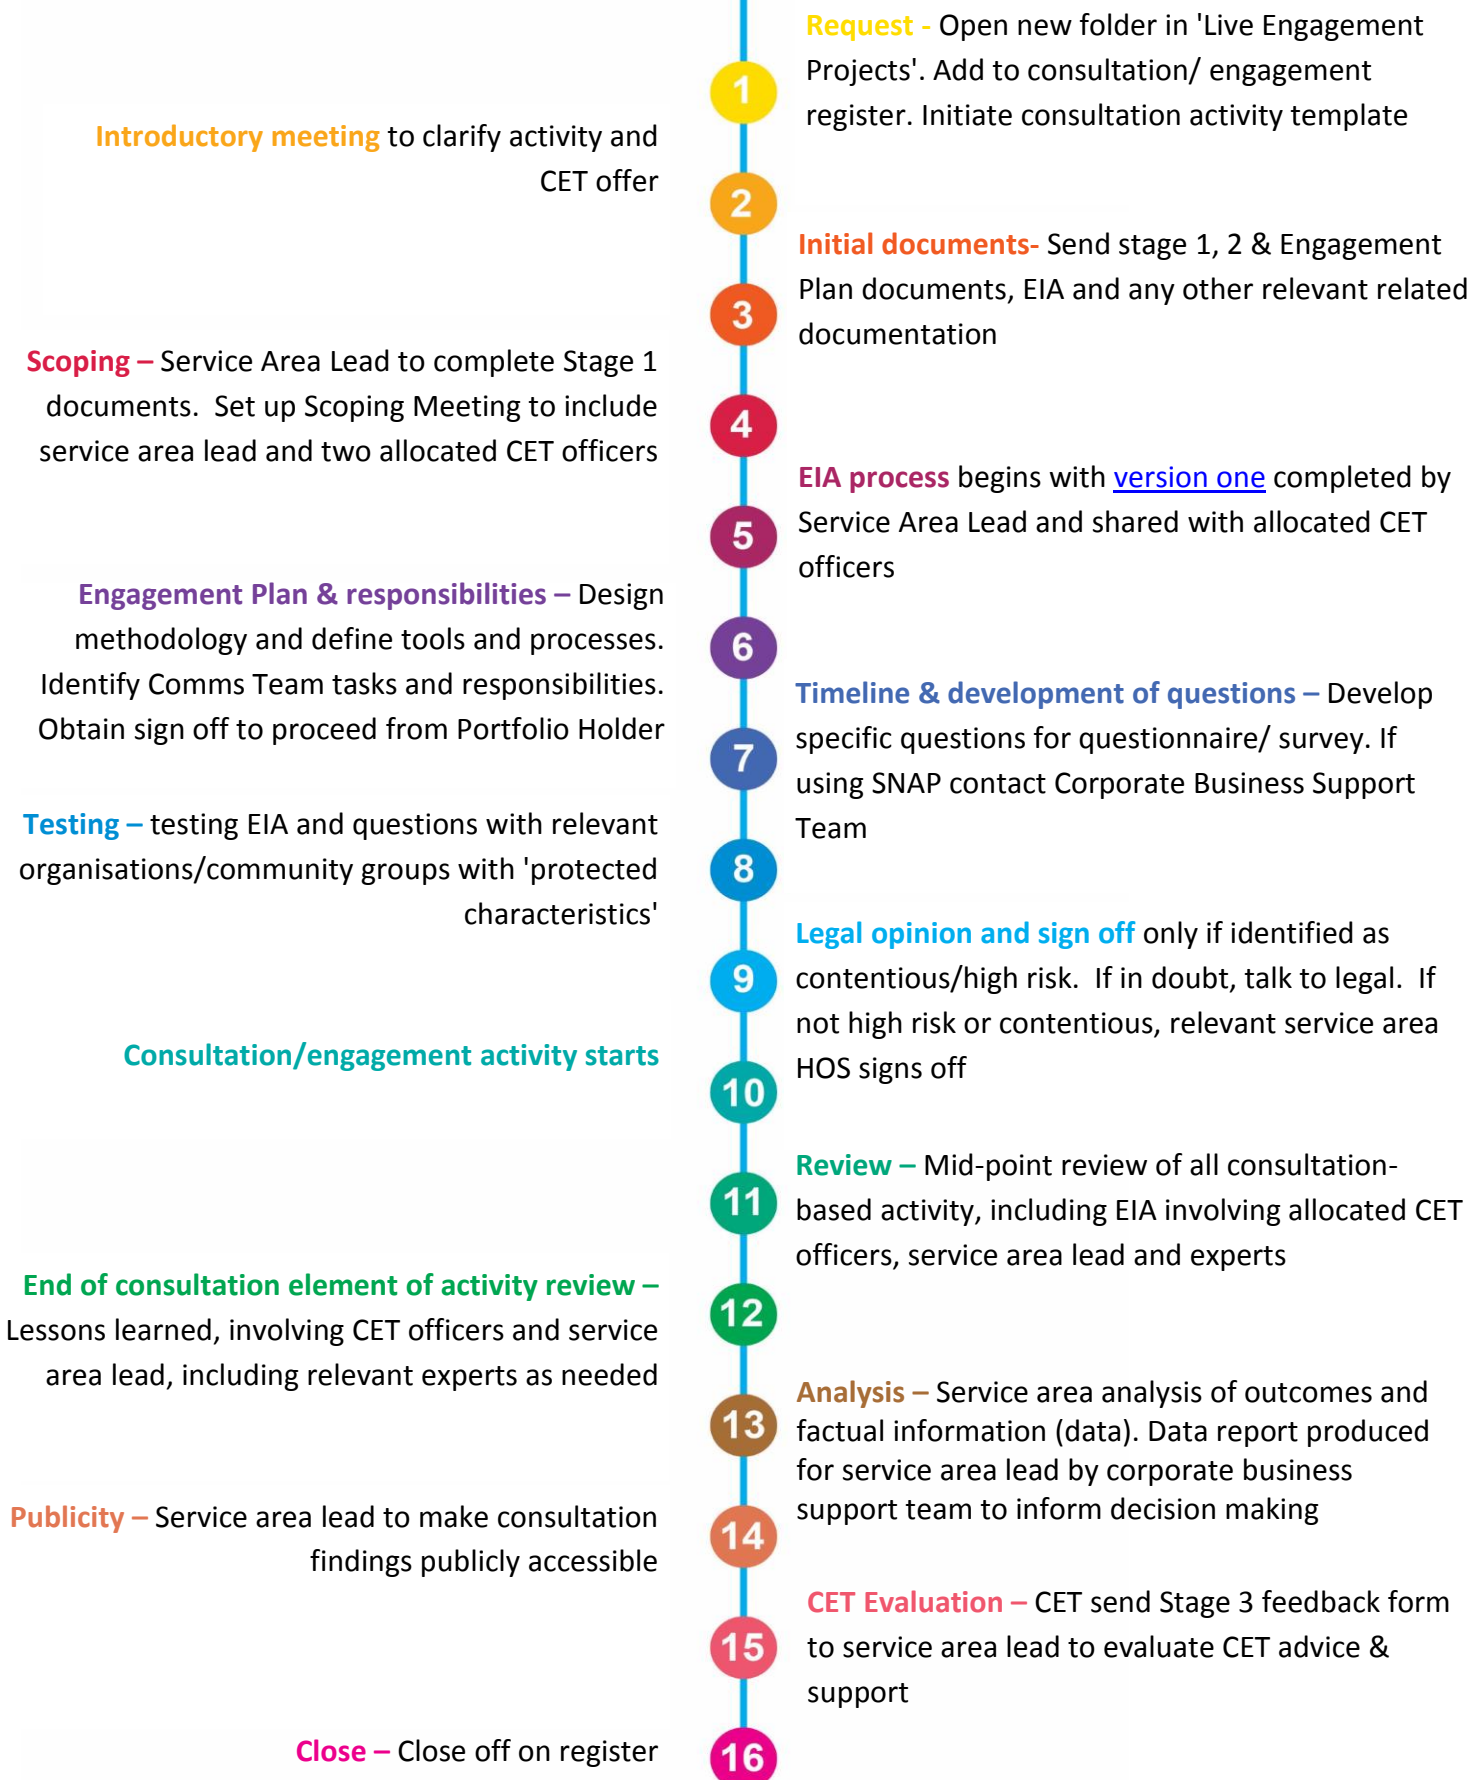 Request - Open new folder in 'Live Engagement
Projects'. Add to consultation/ engagement
register. Initiate consultation activity template
1
Introductory meeting to clarify activity and
CET offer
2
Initial documents- Send stage 1, 2 & Engagement
Plan documents, EIA and any other relevant related
documentation
3
Scoping – Service Area Lead to complete Stage 1
documents.  Set up Scoping Meeting to include
service area lead and two allocated CET officers
4
EIA process begins with version one completed by
Service Area Lead and shared with allocated CET
officers
5
Engagement Plan & responsibilities – Design
methodology and define tools and processes.
Identify Comms Team tasks and responsibilities.
Obtain sign off to proceed from Portfolio Holder
6
Timeline & development of questions – Develop
specific questions for questionnaire/ survey. If
using SNAP contact Corporate Business Support
Team
7
Testing – testing EIA and questions with relevant
organisations/community groups with 'protected
characteristics'
8
Legal opinion and sign off only if identified as
contentious/high risk.  If in doubt, talk to legal.  If
not high risk or contentious, relevant service area
HOS signs off
9
Consultation/engagement activity starts
10
Review – Mid-point review of all consultation-
based activity, including EIA involving allocated CET
officers, service area lead and experts
11
End of consultation element of activity review –
Lessons learned, involving CET officers and service
area lead, including relevant experts as needed
12
Analysis – Service area analysis of outcomes and
factual information (data). Data report produced
for service area lead by corporate business
support team to inform decision making
13
Publicity – Service area lead to make consultation
findings publicly accessible
14
CET Evaluation – CET send Stage 3 feedback form
to service area lead to evaluate CET advice &
support
15
Close – Close off on register
16